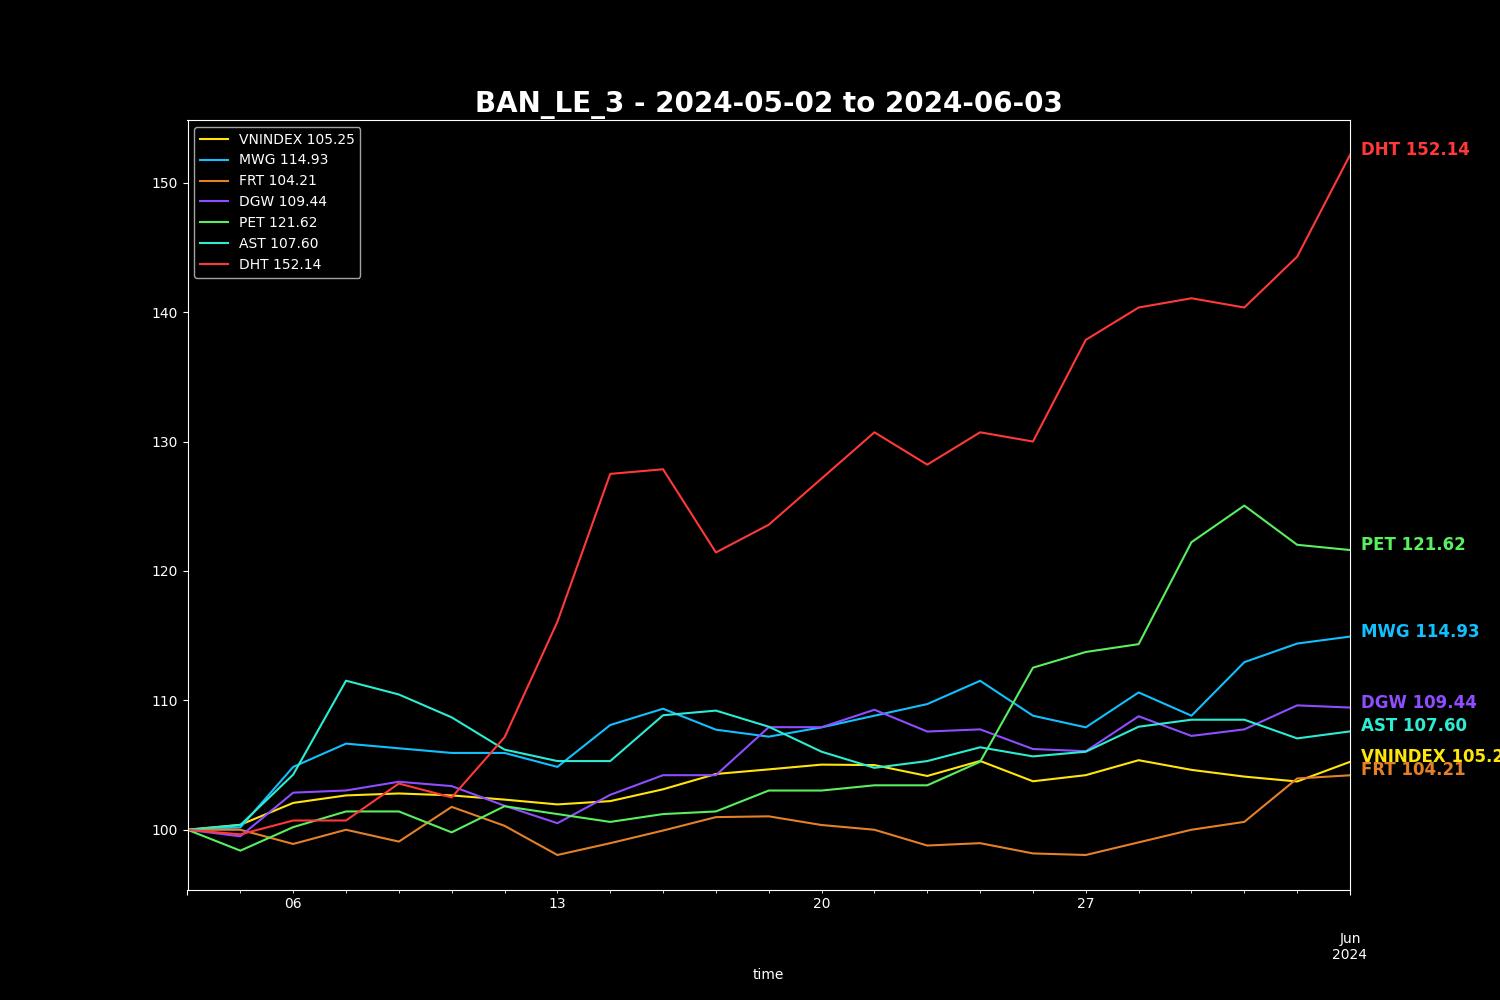 BAN_LE_3 - 2024-05-02 to 2024-06-03
VNINDEX 105.25
MWG 114.93
FRT 104.21
DGW 109.44
PET 121.62
AST 107.60
DHT 152.14
150
140
130
120
110
100
DHT 152.14
PET 121.62
MWG 114.93
DGW 109.44
AST 107.60
VNINDEX 105.2
FRT 104.21
06
13
20
27
Jun
2024
time